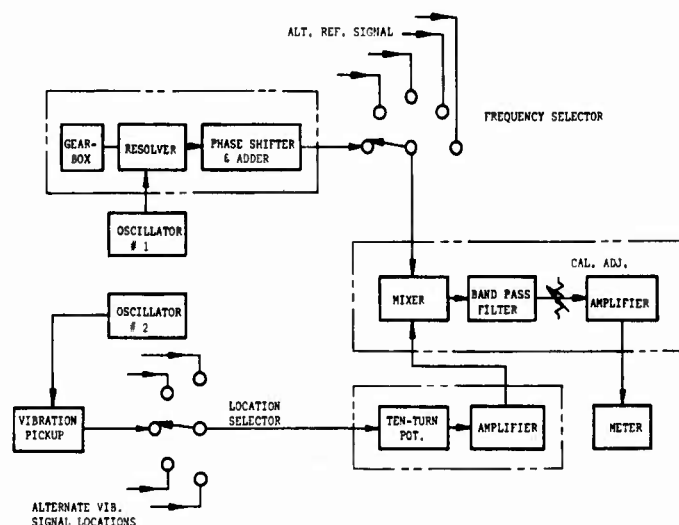 ALT. REF. SIGNAL
FREQUENCY SELECTOR
GEAR-
BOX
RESOLVER
PHASE SHIFTER
& ADDER
OSCILLATOR
# 1
CAL. ADJ.
MIXER
BAND PASS
FILTER
AMPLIFIER
OSCILLATOR
# 2
LOCATION
SELECTOR
VIBRATION
PICKUP
TEN-TURN
POT.
AMPLIFIER
METER
ALTERNATE VIB.
SIGNAL LOCATIONS